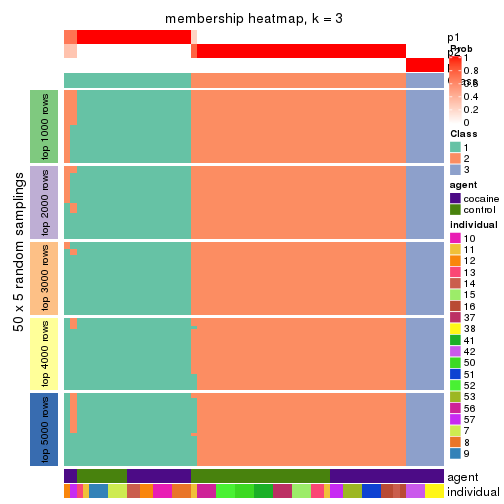 membership heatmap, k = 3
p1
p2
Prob
1
0.8
0.6
0.4
0.2
0
Class
1
2
3
agent
cocaine
control
individual
10
11
12
13
14
15
16
37
38
41
42
50
51
52
53
56
57
7
8
9
50 x 5 random samplings
top 1000 rows
top 2000 rows
top 3000 rows
top 4000 rows
top 5000 rows
agent
individual